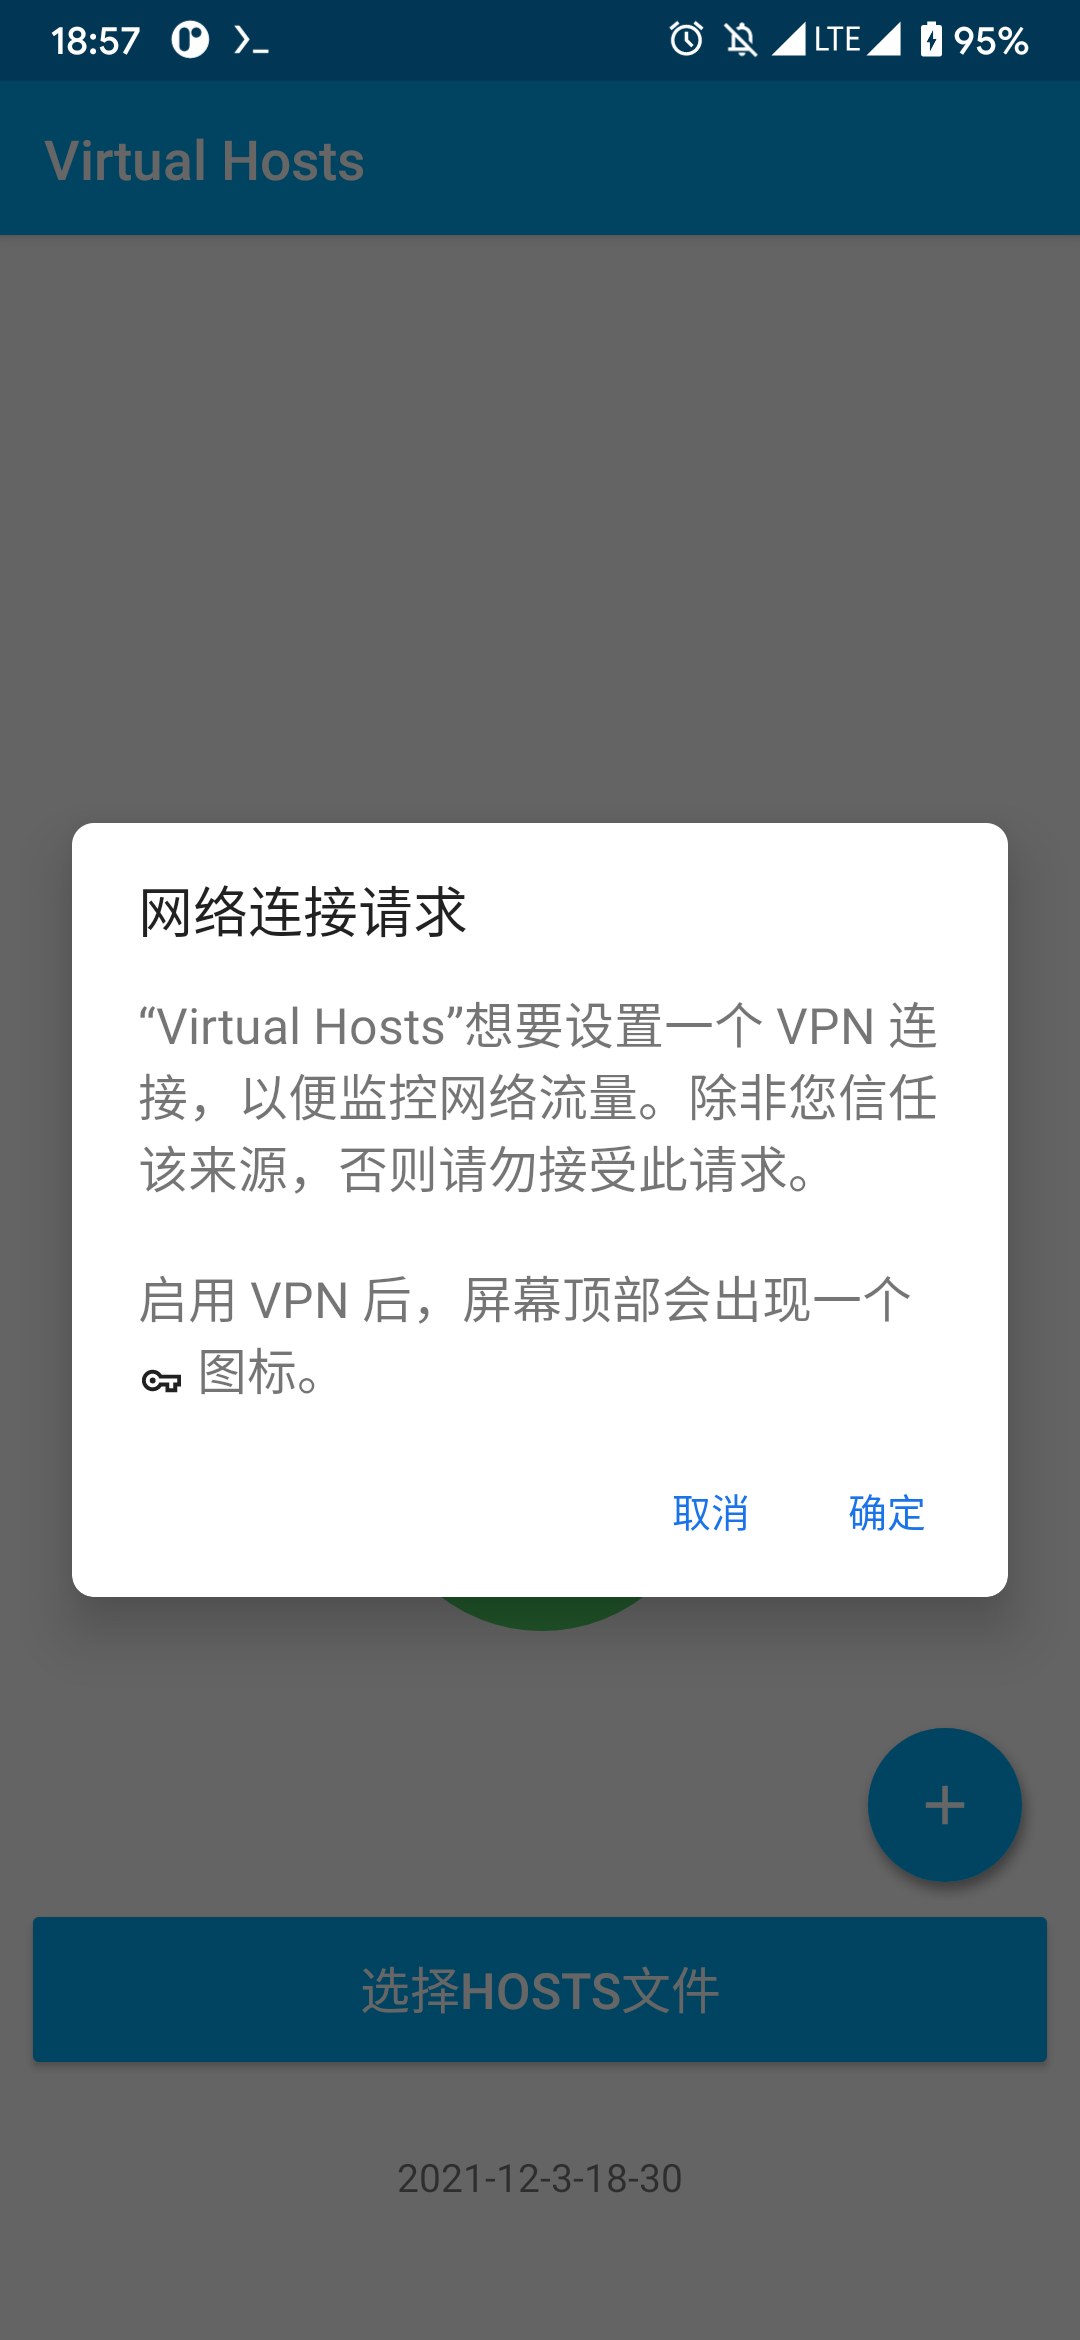 18:57
LTE
95%
Virtual Hosts
网络连接请求
“Virtual Hosts”想要设置一个 VPN 连
接，以便监控网络流量。除非您信任
该来源，否则请勿接受此请求。
启用 VPN 后，屏幕顶部会出现一个
图标。
取消
确定
选择HOSTS文件
2021-12-3-18-30